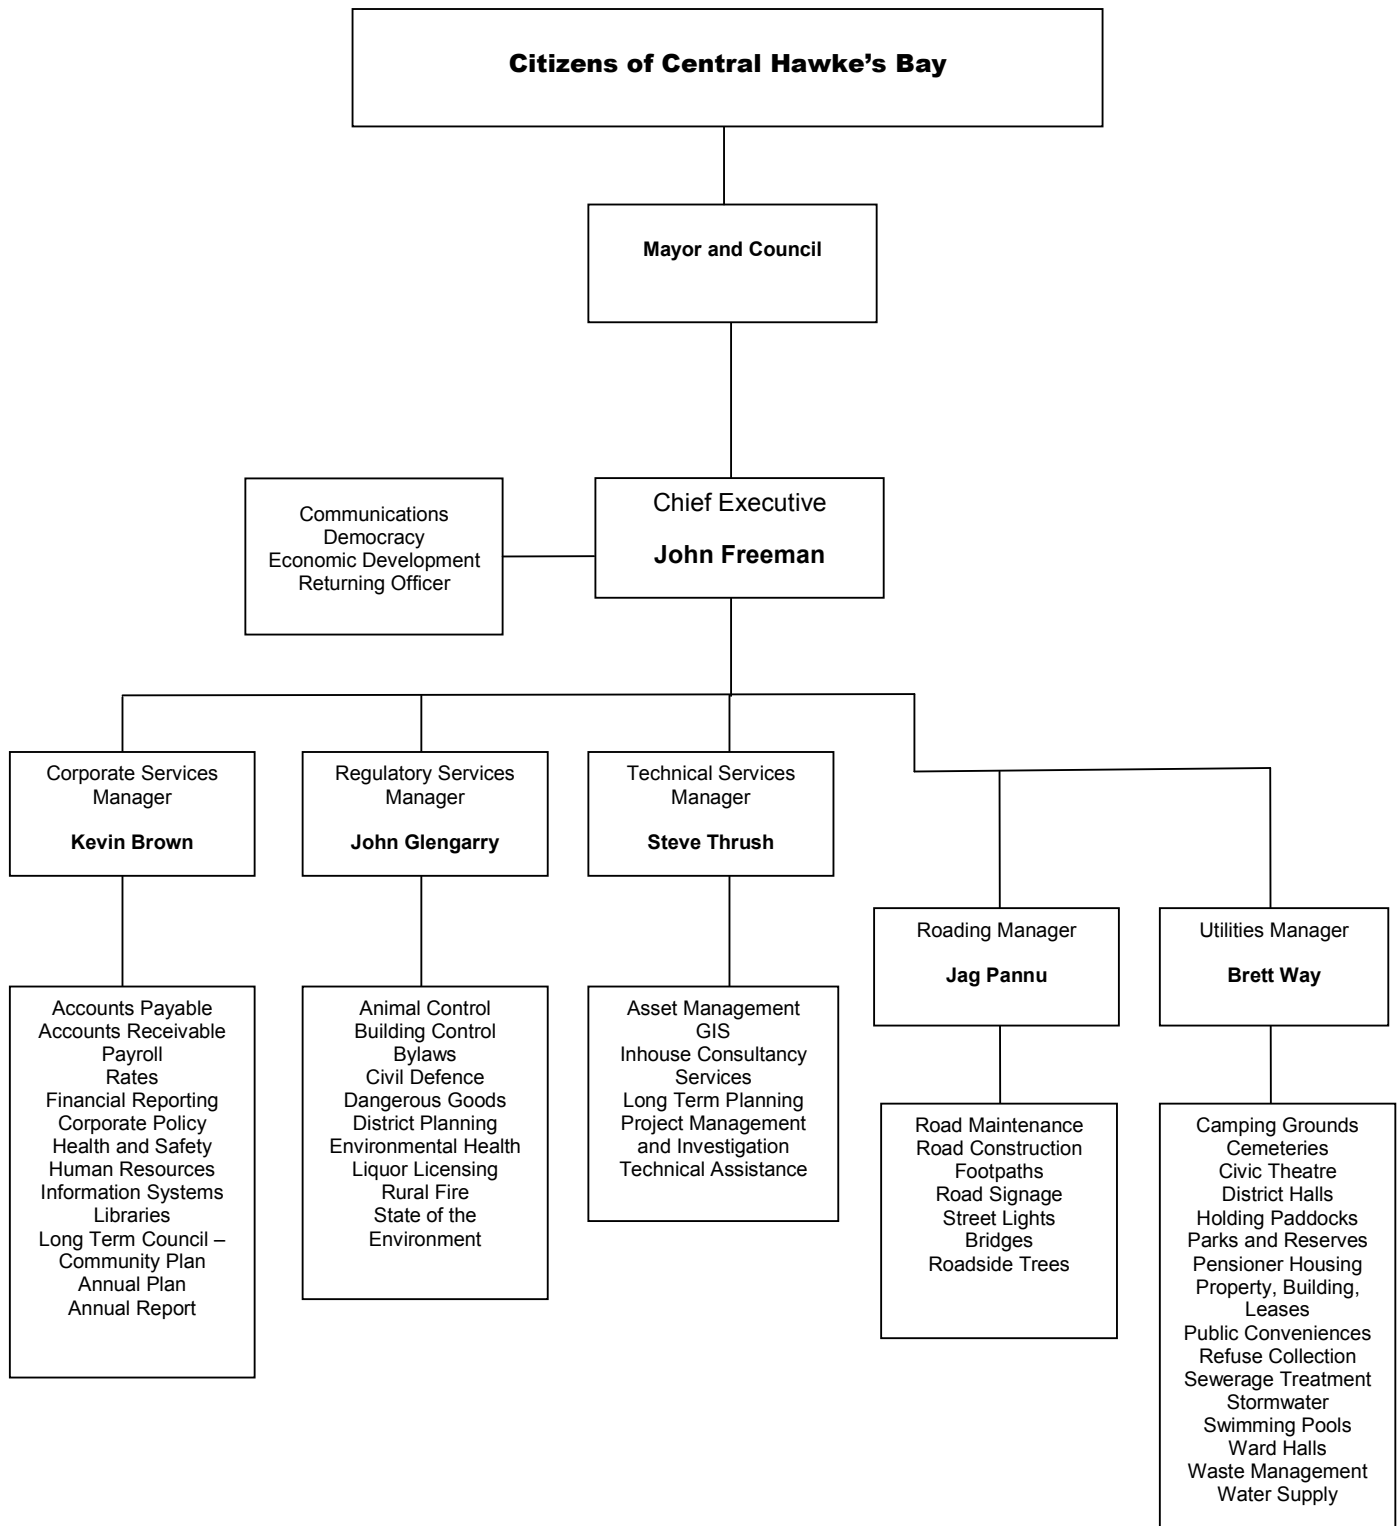 Citizens of Central Hawke’s Bay
Mayor and Council
Communications
Democracy
Economic Development
Returning Officer
Chief Executive
John Freeman
Corporate Services
Manager
Kevin Brown
Regulatory Services
Manager
John Glengarry
Technical Services
Manager
Steve Thrush
Roading Manager
Jag Pannu
Utilities Manager
Brett Way
Accounts Payable
Accounts Receivable
Payroll
Rates
Financial Reporting
Corporate Policy
Health and Safety
Human Resources
Information Systems
Libraries
Long Term Council –
Community Plan
Annual Plan
Annual Report
Animal Control
Building Control
Bylaws
Civil Defence
Dangerous Goods
District Planning
Environmental Health
Liquor Licensing
Rural Fire
State of the
Environment
Asset Management
GIS
Inhouse Consultancy
Services
Long Term Planning
Project Management
and Investigation
Technical Assistance
Road Maintenance
Road Construction
Footpaths
Road Signage
Street Lights
Bridges
Roadside Trees
Camping Grounds
Cemeteries
Civic Theatre
District Halls
Holding Paddocks
Parks and Reserves
Pensioner Housing
Property, Building,
Leases
Public Conveniences
Refuse Collection
Sewerage Treatment
Stormwater
Swimming Pools
Ward Halls
Waste Management
Water Supply